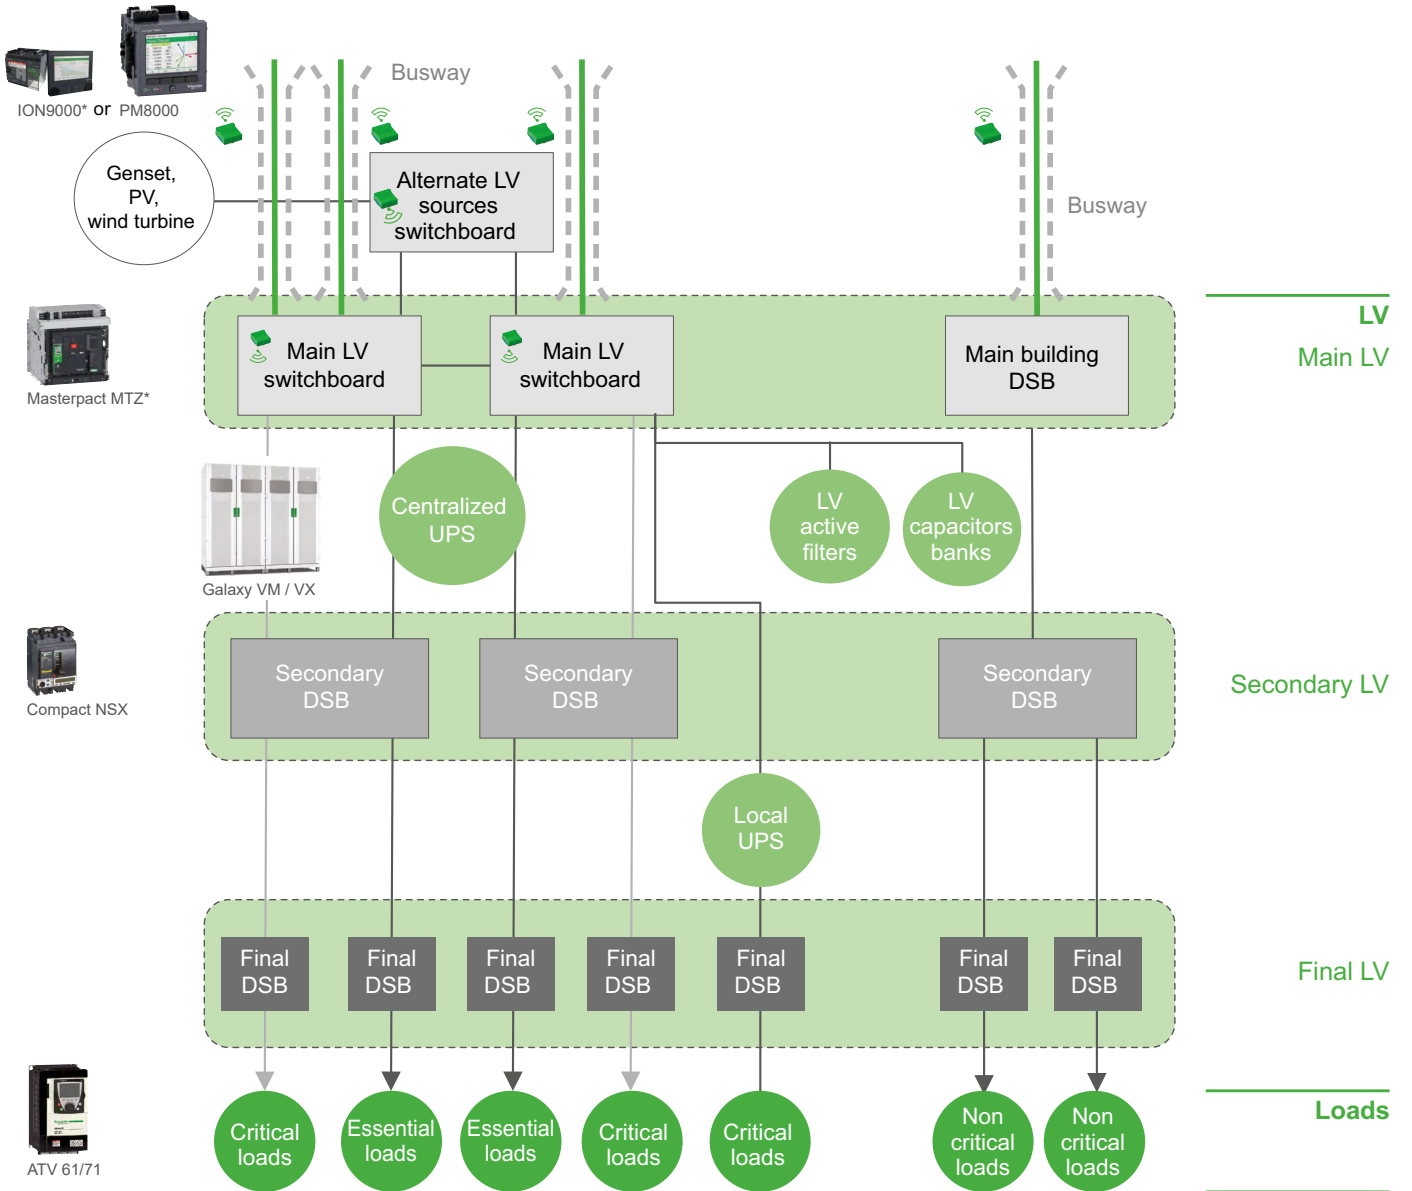 Busway
ION9000* or PM8000
Genset,
PV,
wind turbine
Alternate LV
sources
switchboard
Busway
LV
Main LV
Main LV
switchboard
Main LV
switchboard
Main building
DSB
Masterpact MTZ*
Centralized
UPS
LV
active
filters
LV
capacitors
banks
Galaxy VM / VX
Secondary
DSB
Secondary
DSB
Secondary
DSB
Secondary LV
Compact NSX
Local
UPS
Final
DSB
Final
DSB
Final
DSB
Final
DSB
Final
DSB
Final
DSB
Final
DSB
Final LV
Loads
Critical
loads
Essential
loads
Essential
loads
Critical
loads
Critical
loads
Non
critical
loads
Non
critical
loads
ATV 61/71